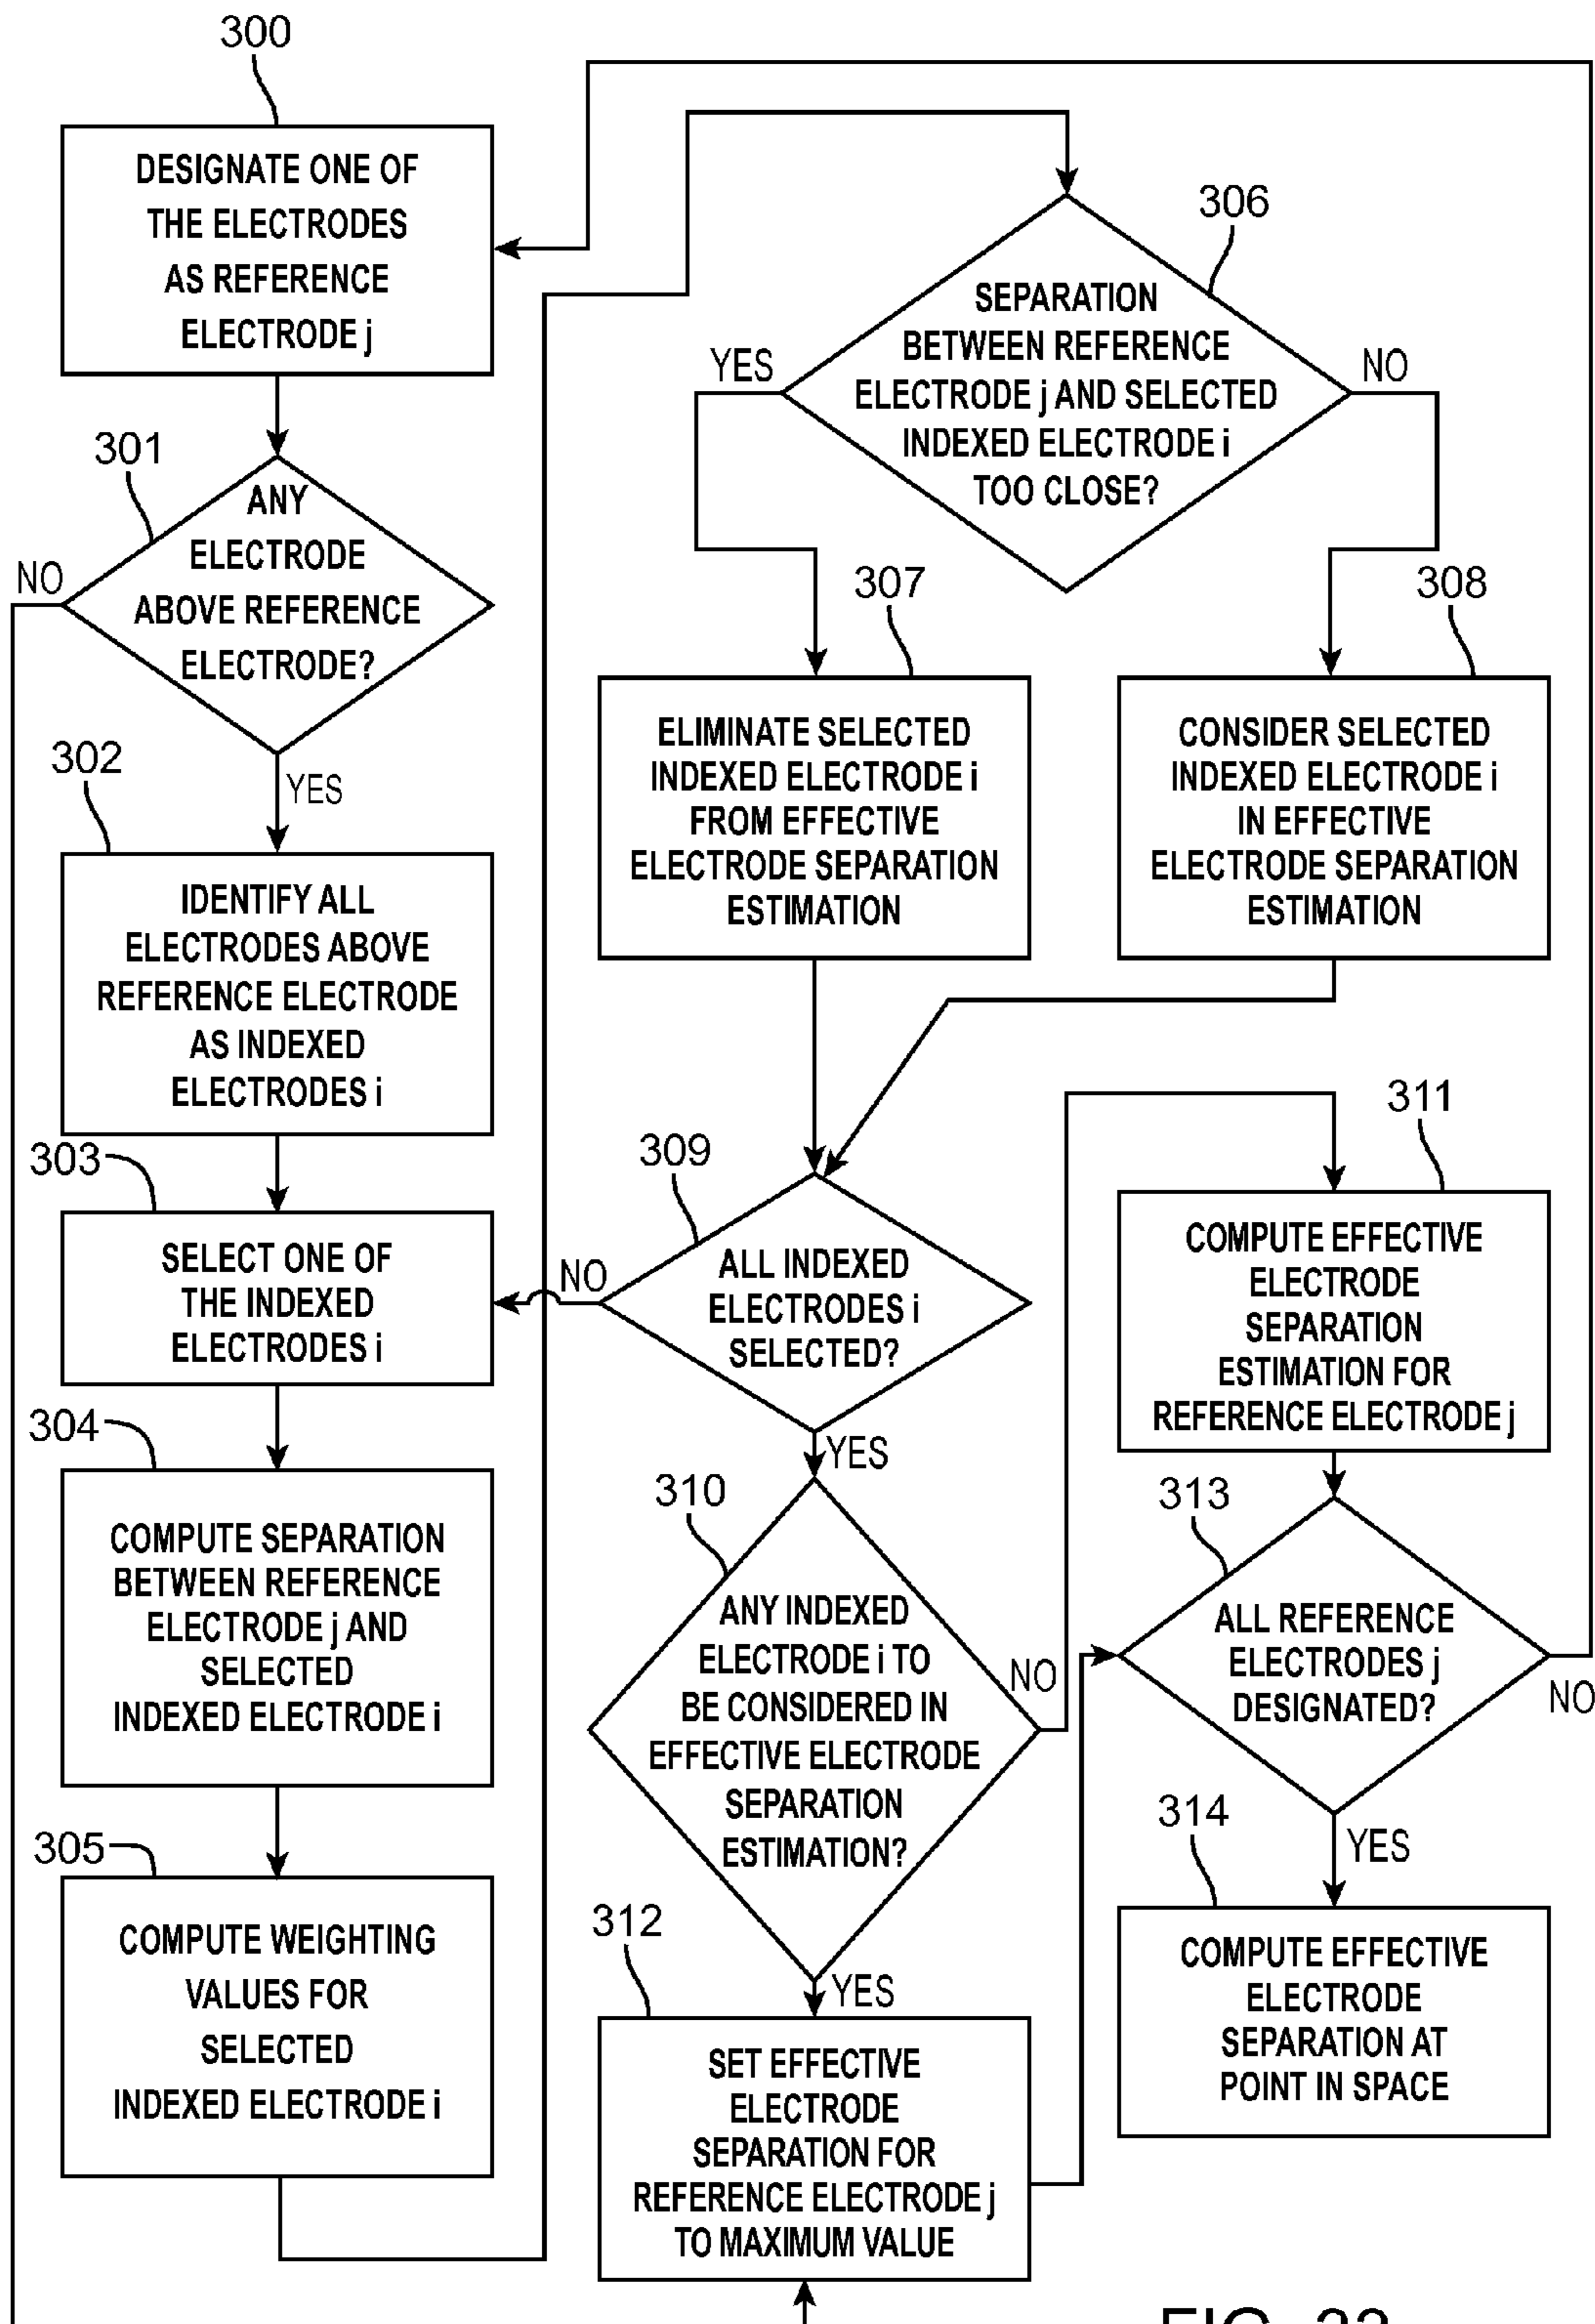 300
DESIGNATE ONE OF
THE ELECTRODES
AS REFERENCE
ELECTRODE j
301
ANY
ELECTRODE
ABOVE REFERENCE
ELECTRODE?
NO
YES
302
IDENTIFY ALL
ELECTRODES ABOVE
REFERENCE ELECTRODE
AS INDEXED
ELECTRODES i
303
SELECT ONE OF
THE INDEXED
ELECTRODES i
304
COMPUTE SEPARATION
BETWEEN REFERENCE
ELECTRODE j AND
SELECTED
INDEXED ELECTRODE i
305
COMPUTE WEIGHTING
VALUES FOR
SELECTED
INDEXED ELECTRODE i
306
SEPARATION
BETWEEN REFERENCE
ELECTRODE j AND SELECTED
INDEXED ELECTRODE i
TOO CLOSE?
YES
NO
307
ELIMINATE SELECTED
INDEXED ELECTRODE i
FROM EFFECTIVE
ELECTRODE SEPARATION
ESTIMATION
308
CONSIDER SELECTED
INDEXED ELECTRODE i
IN EFFECTIVE
ELECTRODE SEPARATION
ESTIMATION
309
ALL INDEXED
ELECTRODES i
SELECTED?
NO
YES
310
ANY INDEXED
ELECTRODE i TO
BE CONSIDERED IN
EFFECTIVE ELECTRODE
SEPARATION
ESTIMATION?
NO
YES
311
COMPUTE EFFECTIVE
ELECTRODE
SEPARATION
ESTIMATION FOR
REFERENCE ELECTRODE j
312
SET EFFECTIVE
ELECTRODE
SEPARATION FOR
REFERENCE ELECTRODE j
TO MAXIMUM VALUE
313
ALL REFERENCE
ELECTRODES j
DESIGNATED?
NO
YES
314
COMPUTE EFFECTIVE
ELECTRODE
SEPARATION AT
POINT IN SPACE
FIG.